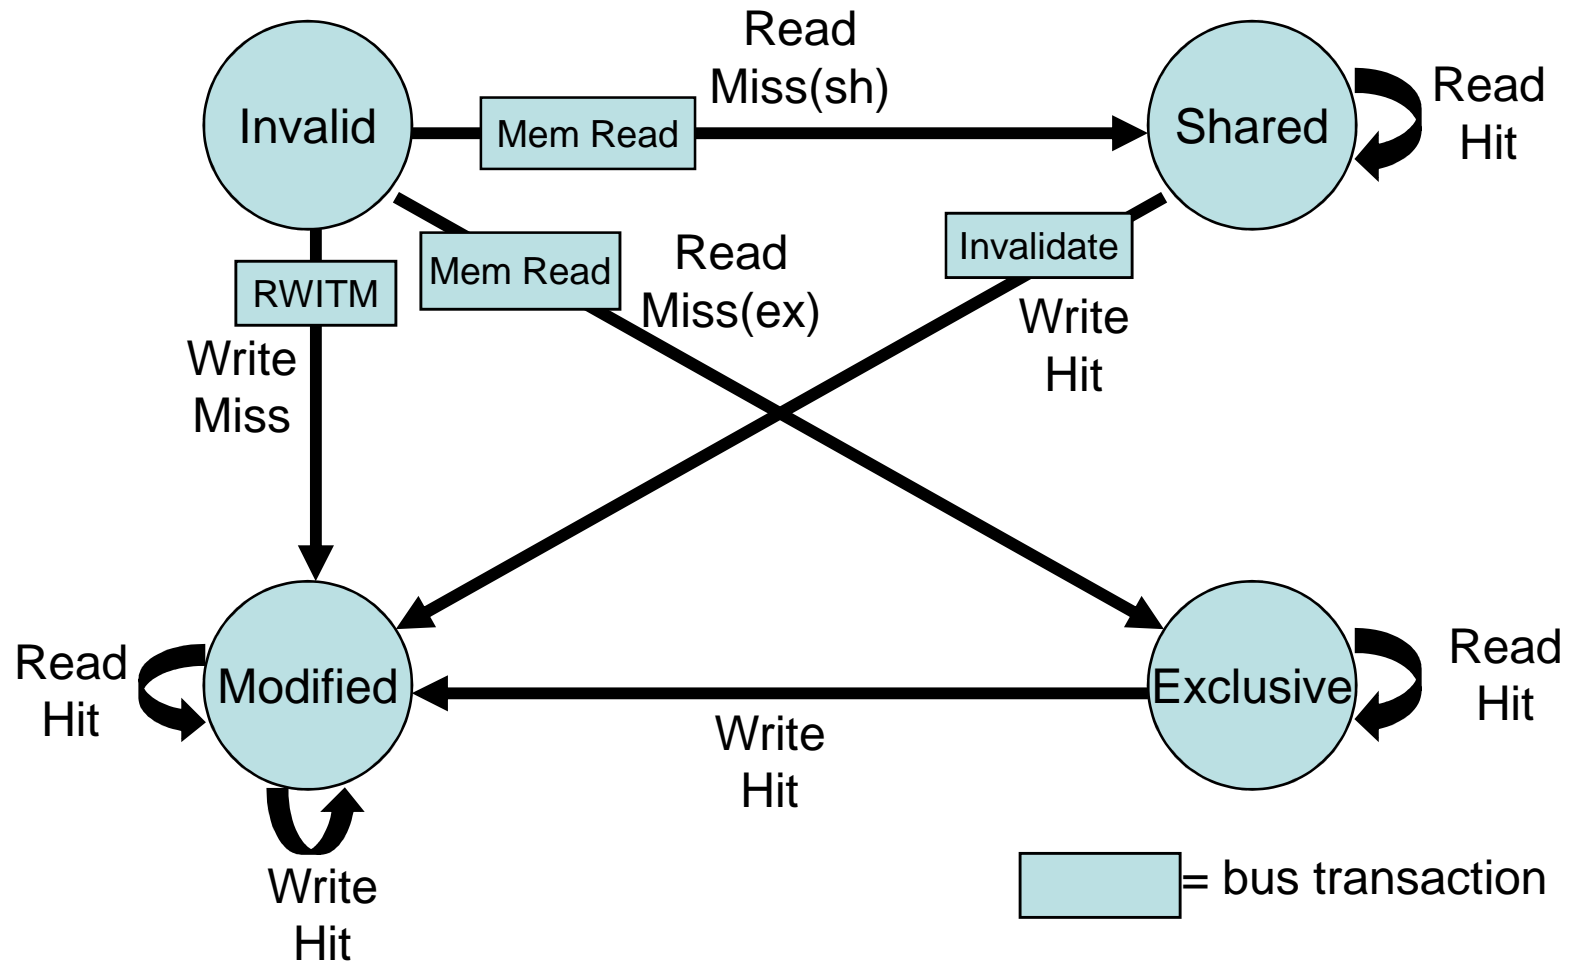 Read
Miss(sh)
Invalid
Mem Read
Shared
Read
Hit
RWITM
Mem Read
Read
Miss(ex)
Invalidate
Write
Hit
Write
Miss
Read
Hit
Modified
Exclusive
Read
Hit
Write
Hit
Write
Hit
= bus transaction